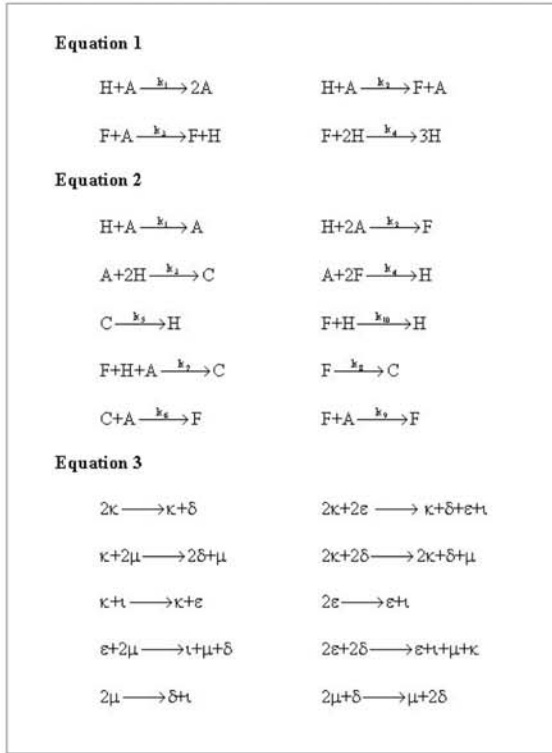 Equation 1
H+A —k₁→ 2A    H+A —k₂→ F+A
F+A —k₃→ F+H    F+2H —k₄→ 3H
Equation 2
H+A —k₁→ A    H+2A —k₂→ F
A+2H —k₃→ C    A+2F —k₄→ H
C —k₅→ H    F+H —k₁₀→ H
F+H+A —k₇→ C    F —k₈→ C
C+A —k₆→ F    F+A —k₉→ F
Equation 3
2κ ⟶ κ+δ    2κ+2ε ⟶ κ+δ+ε+ι
κ+2μ ⟶ 2δ+μ    2κ+2δ ⟶ 2κ+δ+μ
κ+ι ⟶ κ+ε    2ε ⟶ ε+ι
ε+2μ ⟶ ι+μ+δ    2ε+2δ ⟶ ε+ι+μ+κ
2μ ⟶ δ+ι    2μ+δ ⟶ μ+2δ